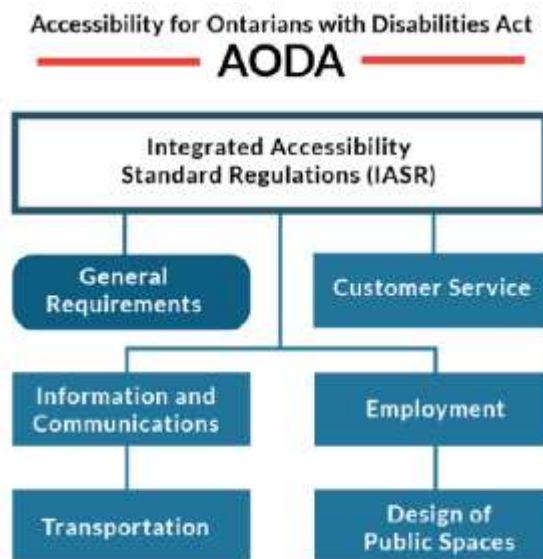 Accessibility for Ontarians with Disabilities Act
AODA
Integrated Accessibility
Standard Regulations (IASR)
General
Requirements
Customer Service
Information and
Communications
Employment
Transportation
Design of
Public Spaces